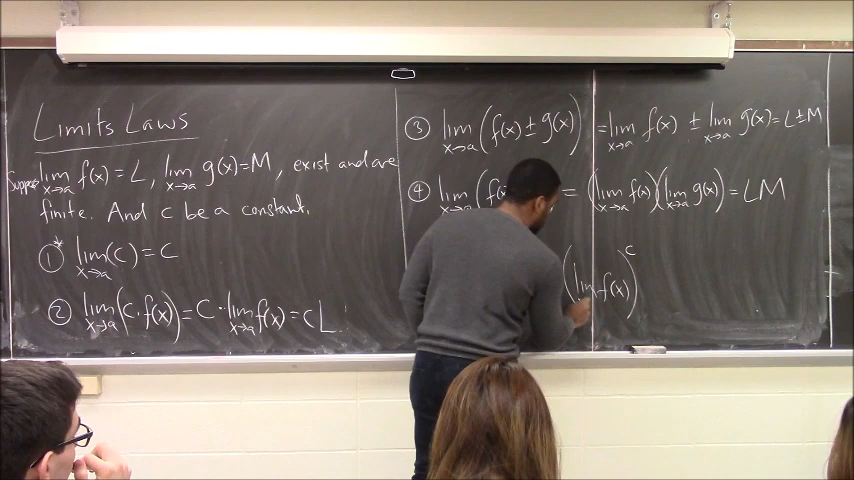 Limits Laws
Suppose lim x→a f(x) = L, lim x→a g(x) = M, exist and are
finite. And c be a constant.
①* lim x→a (c) = c
② lim x→a (c · f(x)) = c · lim x→a f(x) = cL.
③ lim x→a (f(x) ± g(x)) = lim x→a f(x) ± lim x→a g(x) = L ± M
④ lim x→a (f(x) = (lim x→a f(x))(lim x→a g(x)) = LM
(lim f(x))^c